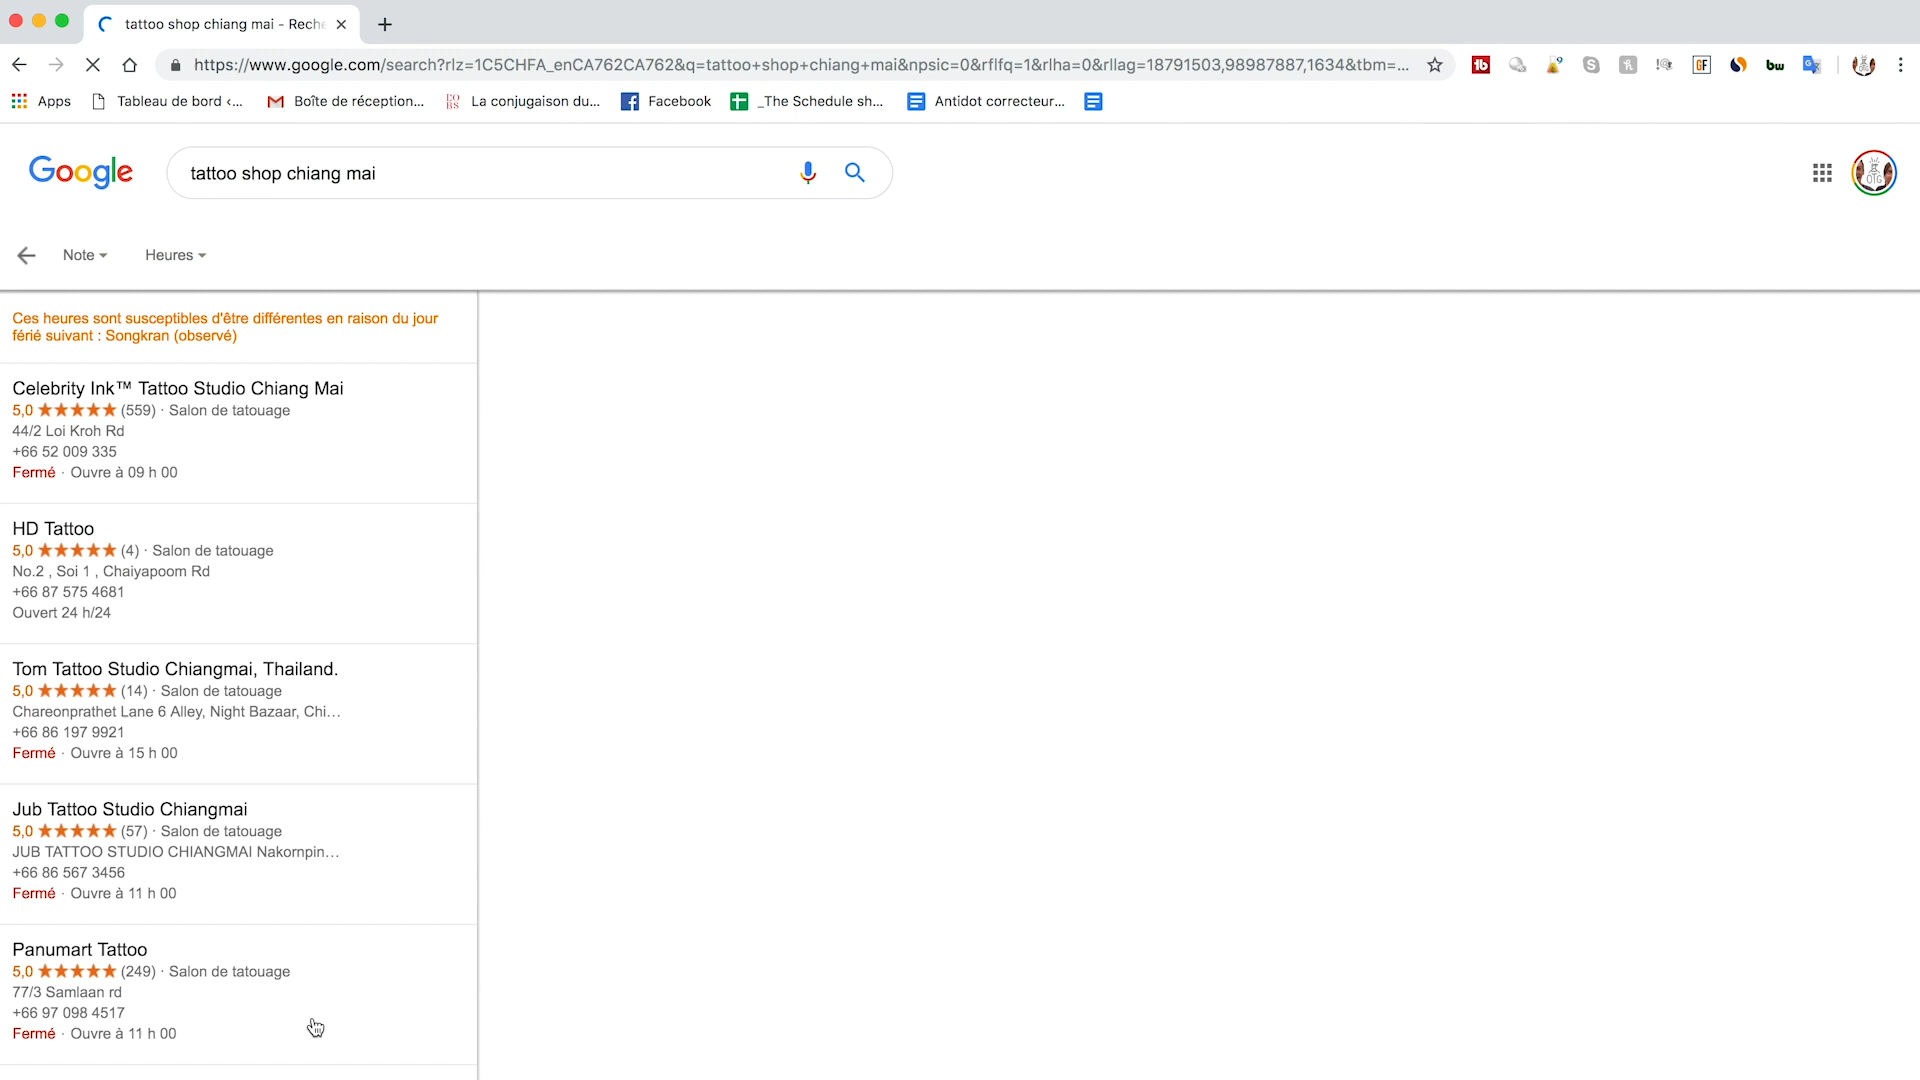 tattoo shop chiang mai - Reche
https://www.google.com/search?rlz=1C5CHFA_enCA762CA762&q=tattoo+shop+chiang+mai&npsic=0&rflfq=1&rlha=0&rllag=18791503,98987887,1634&tbm=...
Apps
Tableau de bord ‹...
Boîte de réception...
La conjugaison du...
Facebook
_The Schedule sh...
Antidot correcteur...
Google
tattoo shop chiang mai
Note
Heures
Ces heures sont susceptibles d'être différentes en raison du jour
férié suivant : Songkran (observé)
Celebrity Ink™ Tattoo Studio Chiang Mai
5,0 ★★★★★ (559) · Salon de tatouage
44/2 Loi Kroh Rd
+66 52 009 335
Fermé · Ouvre à 09 h 00
HD Tattoo
5,0 ★★★★★ (4) · Salon de tatouage
No.2 , Soi 1 , Chaiyapoom Rd
+66 87 575 4681
Ouvert 24 h/24
Tom Tattoo Studio Chiangmai, Thailand.
5,0 ★★★★★ (14) · Salon de tatouage
Chareonprathet Lane 6 Alley, Night Bazaar, Chi...
+66 86 197 9921
Fermé · Ouvre à 15 h 00
Jub Tattoo Studio Chiangmai
5,0 ★★★★★ (57) · Salon de tatouage
JUB TATTOO STUDIO CHIANGMAI Nakornpin...
+66 86 567 3456
Fermé · Ouvre à 11 h 00
Panumart Tattoo
5,0 ★★★★★ (249) · Salon de tatouage
77/3 Samlaan rd
+66 97 098 4517
Fermé · Ouvre à 11 h 00